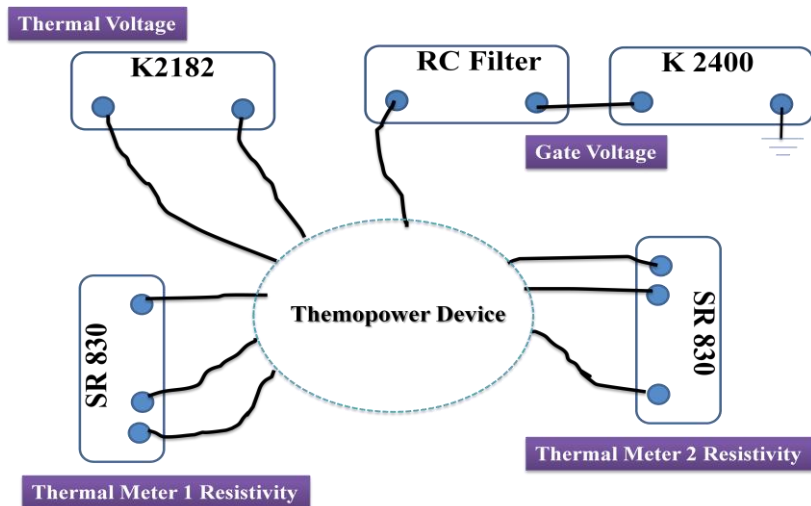 Thermal Voltage
K2182
RC Filter
K 2400
Gate Voltage
Themopower Device
SR 830
SR 830
Thermal Meter 2 Resistivity
Thermal Meter 1 Resistivity